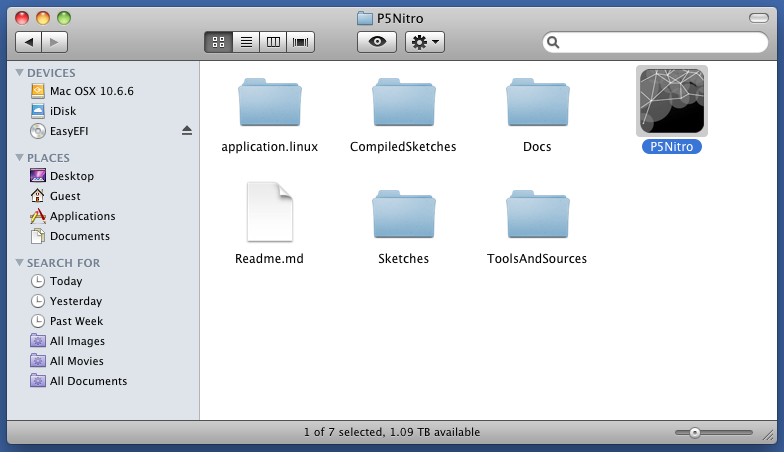 P5Nitro
DEVICES
Mac OSX 10.6.6
iDisk
EasyEFI
PLACES
Desktop
Guest
Applications
Documents
SEARCH FOR
Today
Yesterday
Past Week
All Images
All Movies
All Documents
application.linux
CompiledSketches
Docs
P5Nitro
Readme.md
Sketches
ToolsAndSources
1 of 7 selected, 1.09 TB available